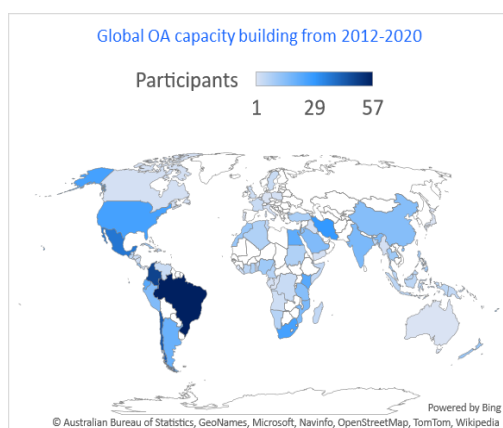 Global OA capacity building from 2012-2020
Participants
1 29 57
Powered by Bing
© Australian Bureau of Statistics, GeoNames, Microsoft, Navinfo, OpenStreetMap, TomTom, Wikipedia